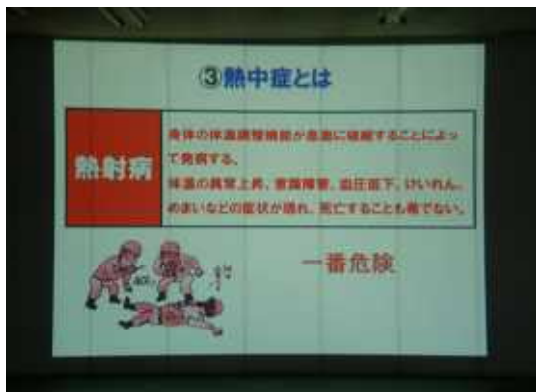 ③熱中症とは
熱射病
身体の体温調整機能が急激に破綻することによっ
て発病する。
体温の異常上昇、意識障害、血圧低下、けいれん、
めまいなどの症状が現れ、死亡することも稀でない。
一番危険